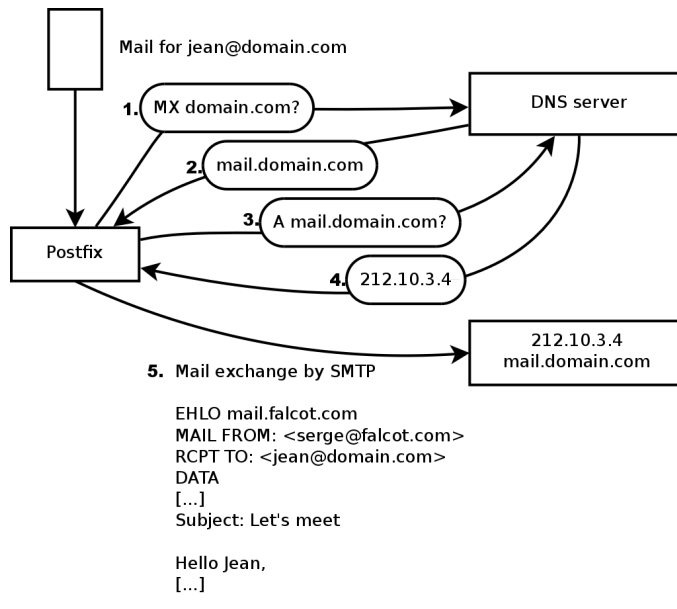 Mail for jean@domain.com
1. MX domain.com?
DNS server
2. mail.domain.com
3. A mail.domain.com?
Postfix
4. 212.10.3.4
212.10.3.4
mail.domain.com
5. Mail exchange by SMTP
EHLO mail.falcot.com
MAIL FROM: <serge@falcot.com>
RCPT TO: <jean@domain.com>
DATA
[...]
Subject: Let's meet
Hello Jean,
[...]